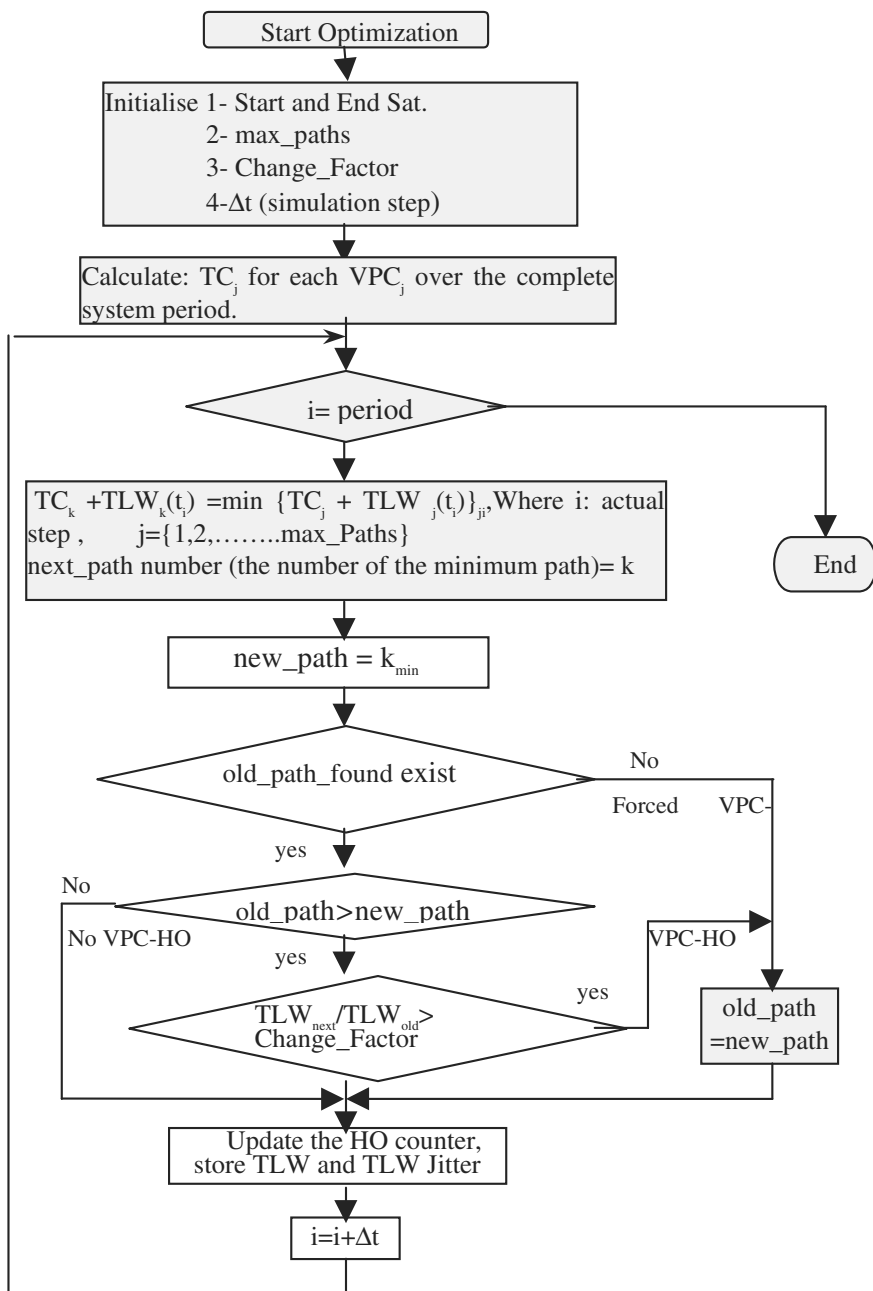 Start Optimization
Initialise 1- Start and End Sat.
2- max_paths
3- Change_Factor
4-Δt (simulation step)
Calculate: TCj for each VPCj over the complete
system period.
i= period
TCk +TLWk(ti) =min {TCj + TLW j(ti)}ji,Where i: actual
step , j={1,2,……..max_Paths}
next_path number (the number of the minimum path)= k
End
new_path = kmin
old_path_found exist
No
Forced VPC-
yes
No
old_path>new_path
No VPC-HO
VPC-HO
yes
yes
TLWnext/TLWold>
Change_Factor
old_path
=new_path
Update the HO counter,
store TLW and TLW Jitter
i=i+Δt